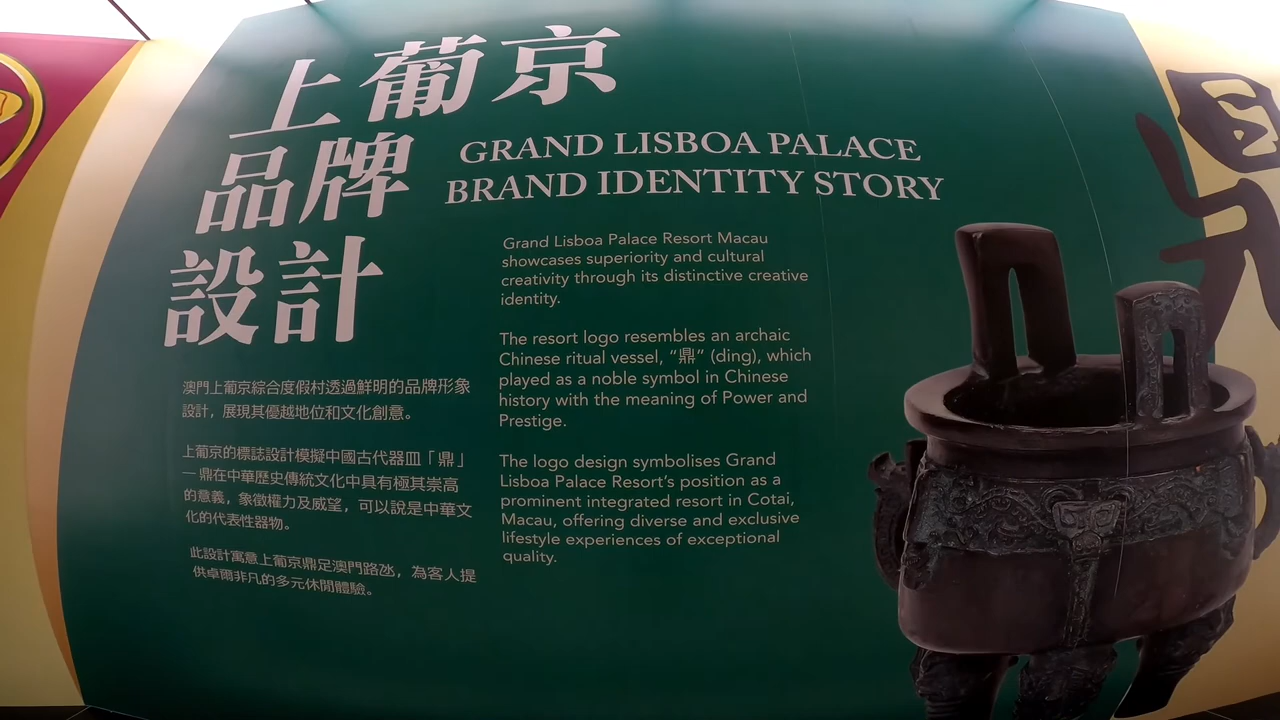 上葡京
品牌
設計
GRAND LISBOA PALACE
BRAND IDENTITY STORY
澳門上葡京綜合度假村透過鮮明的品牌形象
設計，展現其優越地位和文化創意。
上葡京的標誌設計模擬中國古代器皿「鼎」
一 鼎在中華歷史傳統文化中具有極其崇高
的意義，象徵權力及威望，可以說是中華文
化的代表性器物。
此設計寓意上葡京鼎足澳門路氹，為客人提
供卓爾非凡的多元休閒體驗。
Grand Lisboa Palace Resort Macau
showcases superiority and cultural
creativity through its distinctive creative
identity.
The resort logo resembles an archaic
Chinese ritual vessel, “鼎” (ding), which
played as a noble symbol in Chinese
history with the meaning of Power and
Prestige.
The logo design symbolises Grand
Lisboa Palace Resort’s position as a
prominent integrated resort in Cotai,
Macau, offering diverse and exclusive
lifestyle experiences of exceptional
quality.